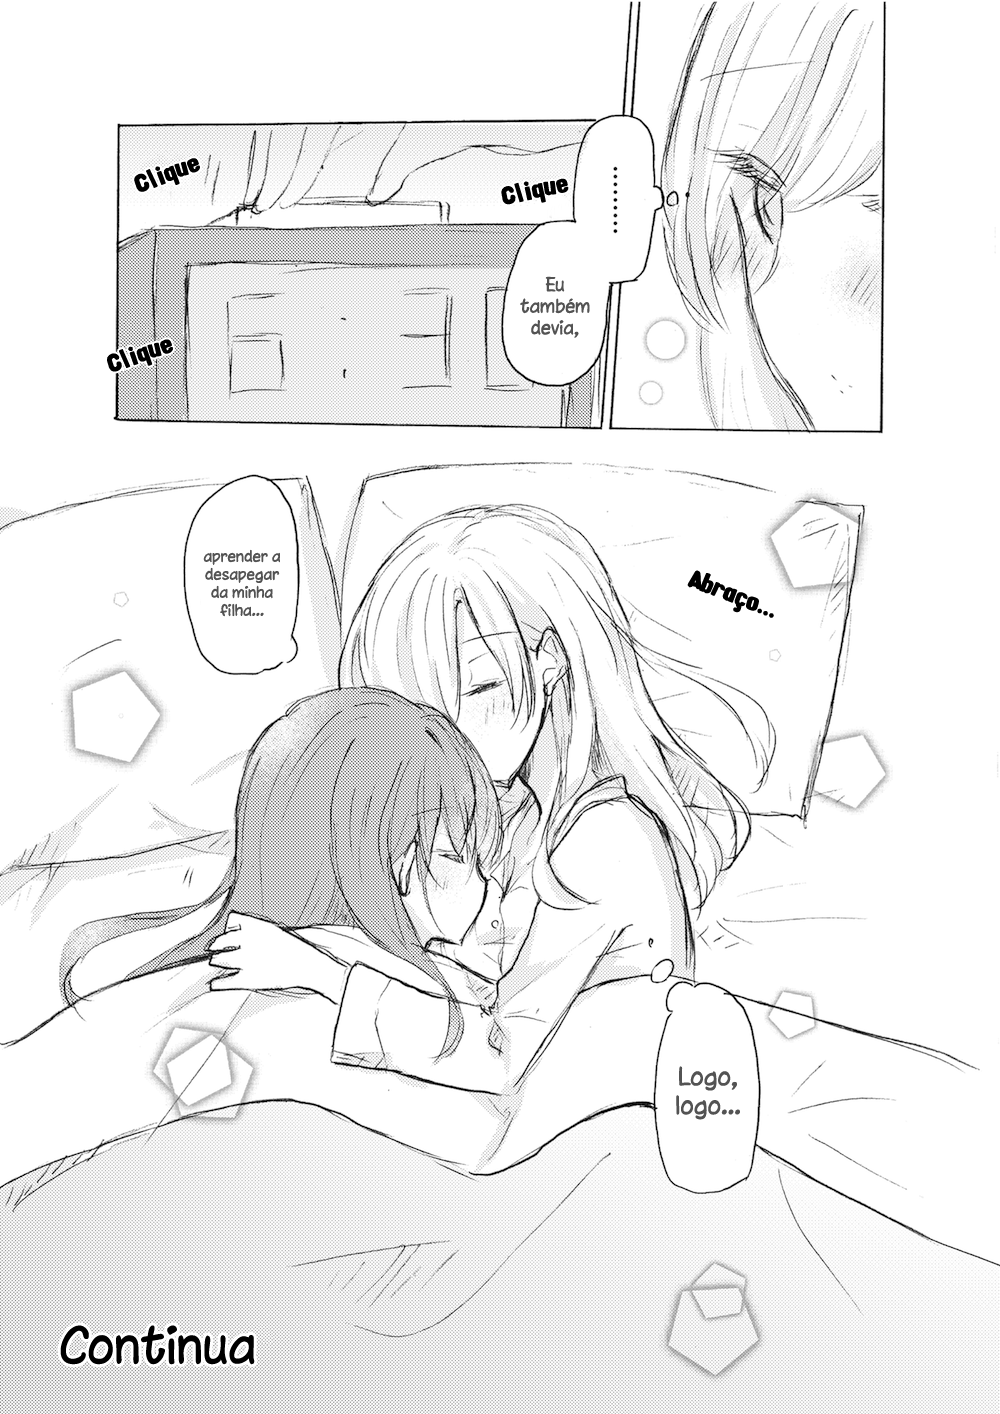 Clique
Clique
Clique
.........
Eu
também
devia,
aprender a
desapegar
da minha
filha...
Abraço...
Logo,
logo...
Continua